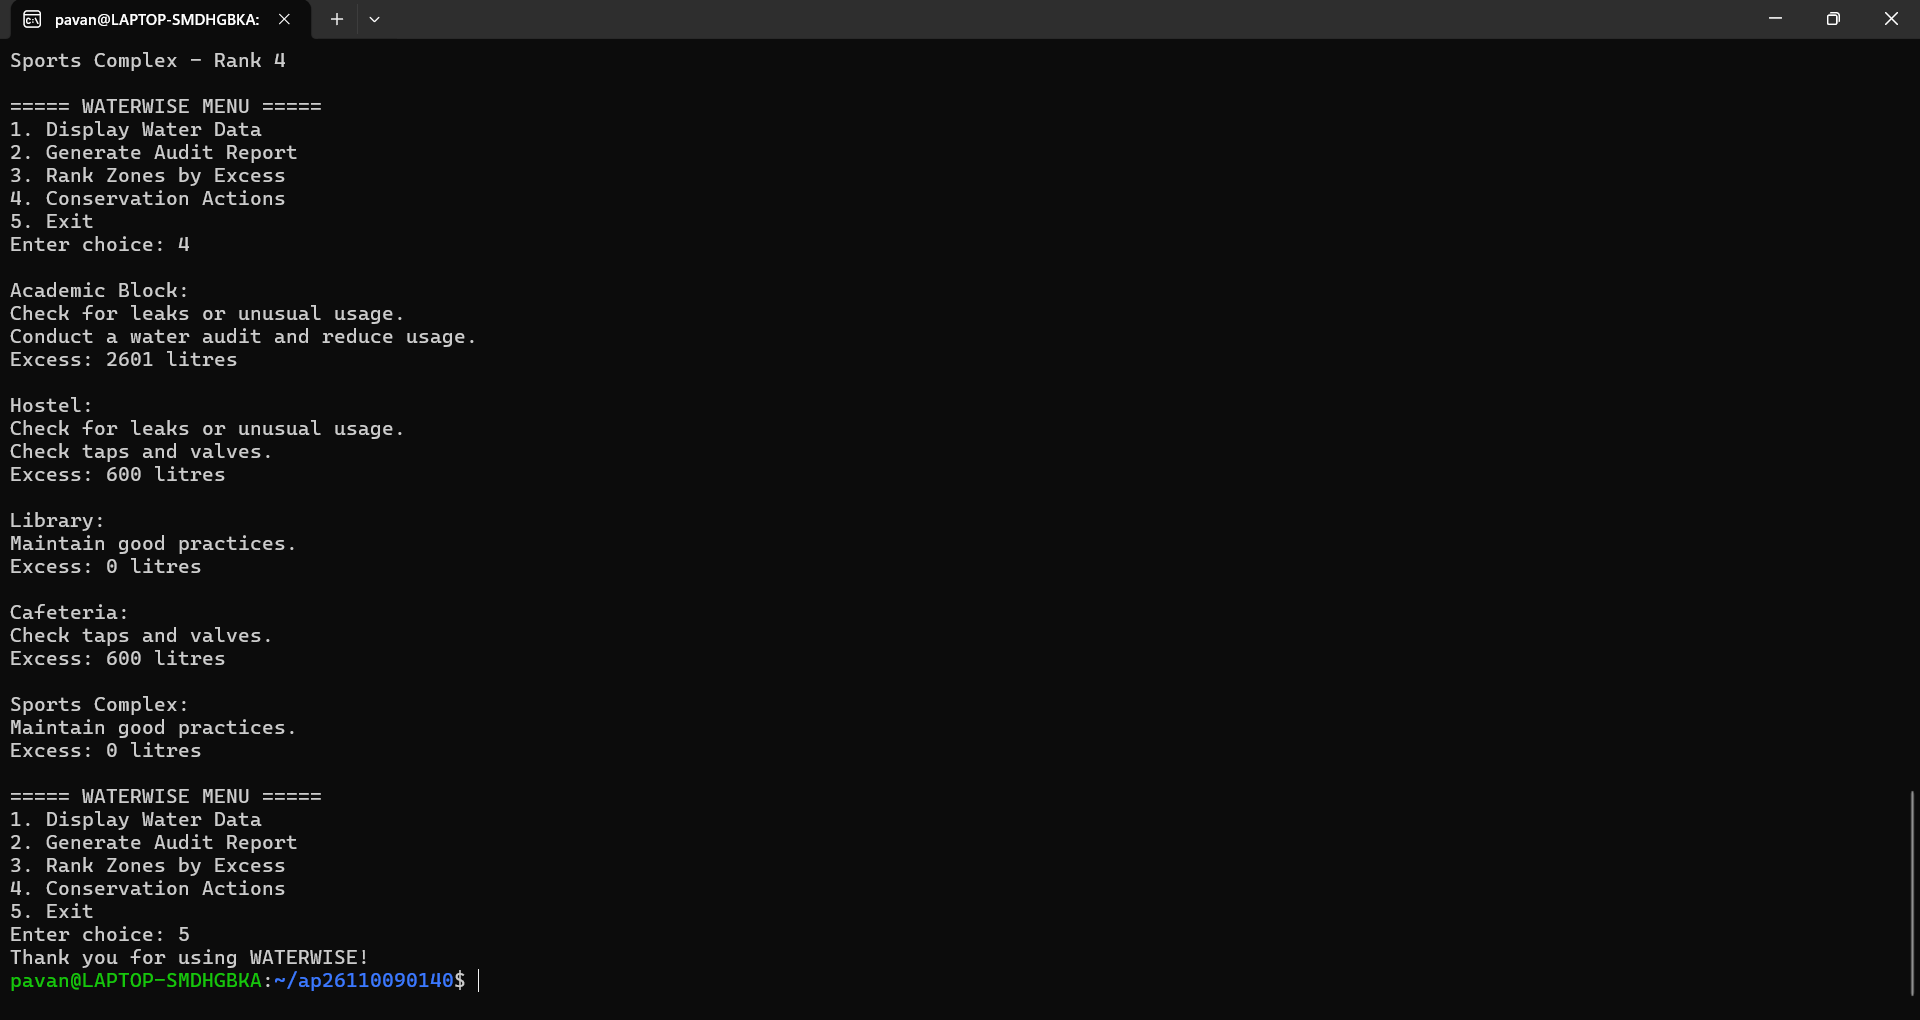 pavan@LAPTOP-SMDHGBKA:
Sports Complex - Rank 4
===== WATERWISE MENU =====
1. Display Water Data
2. Generate Audit Report
3. Rank Zones by Excess
4. Conservation Actions
5. Exit
Enter choice: 4
Academic Block:
Check for leaks or unusual usage.
Conduct a water audit and reduce usage.
Excess: 2601 litres
Hostel:
Check for leaks or unusual usage.
Check taps and valves.
Excess: 600 litres
Library:
Maintain good practices.
Excess: 0 litres
Cafeteria:
Check taps and valves.
Excess: 600 litres
Sports Complex:
Maintain good practices.
Excess: 0 litres
===== WATERWISE MENU =====
1. Display Water Data
2. Generate Audit Report
3. Rank Zones by Excess
4. Conservation Actions
5. Exit
Enter choice: 5
Thank you for using WATERWISE!
pavan@LAPTOP-SMDHGBKA:~/ap26110090140$